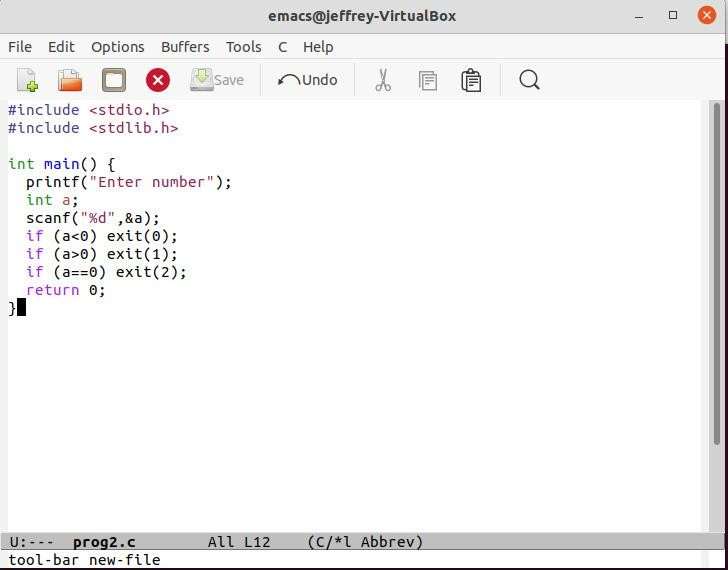 emacs@jeffrey-VirtualBox
File Edit Options Buffers Tools C Help
Save Undo
#include <stdio.h>
#include <stdlib.h>

int main() {
  printf("Enter number");
  int a;
  scanf("%d",&a);
  if (a<0) exit(0);
  if (a>0) exit(1);
  if (a==0) exit(2);
  return 0;
}
U:--- prog2.c All L12 (C/*l Abbrev)
tool-bar new-file